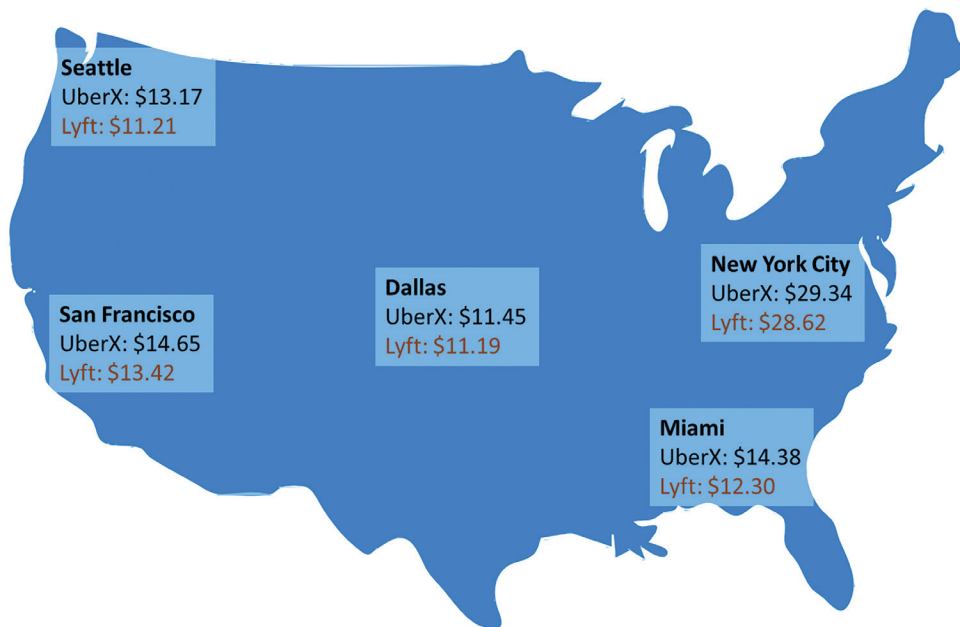 Seattle
UberX: $13.17
Lyft: $11.21
San Francisco
UberX: $14.65
Lyft: $13.42
Dallas
UberX: $11.45
Lyft: $11.19
New York City
UberX: $29.34
Lyft: $28.62
Miami
UberX: $14.38
Lyft: $12.30